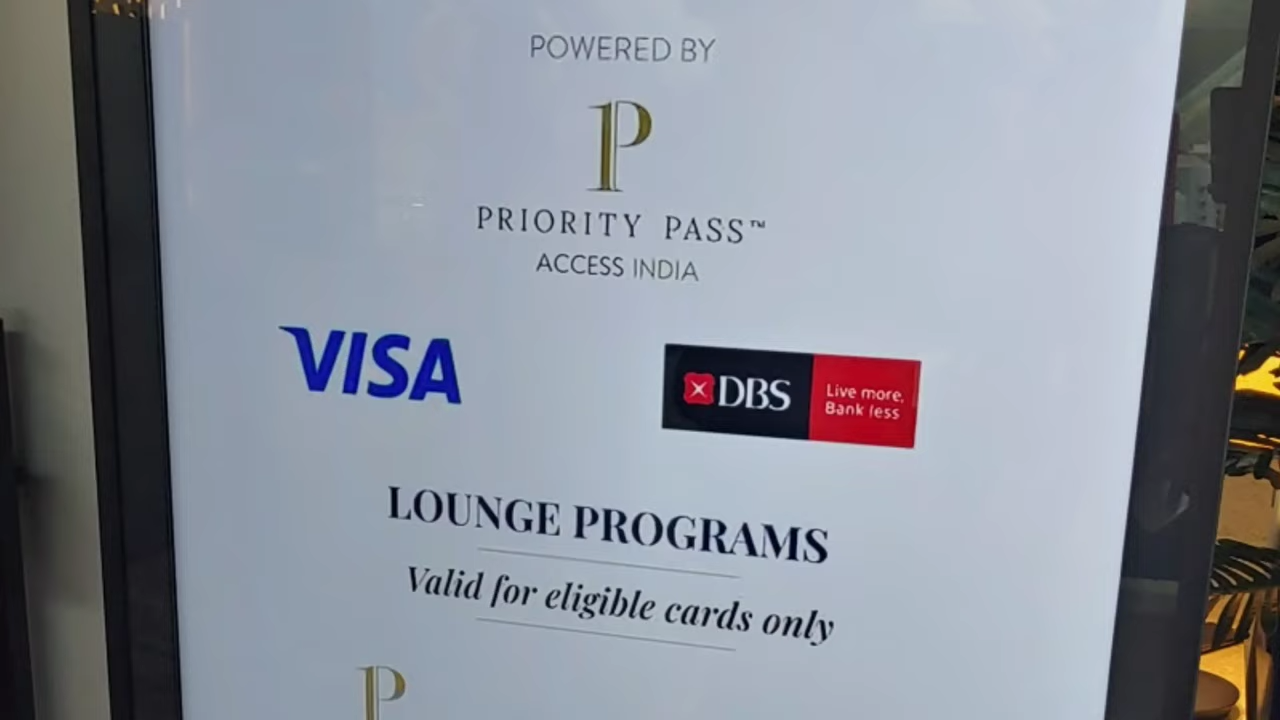 POWERED BY
P
PRIORITY PASS™
ACCESS INDIA
VISA
DBS
Live more,
Bank less
LOUNGE PROGRAMS
Valid for eligible cards only
P